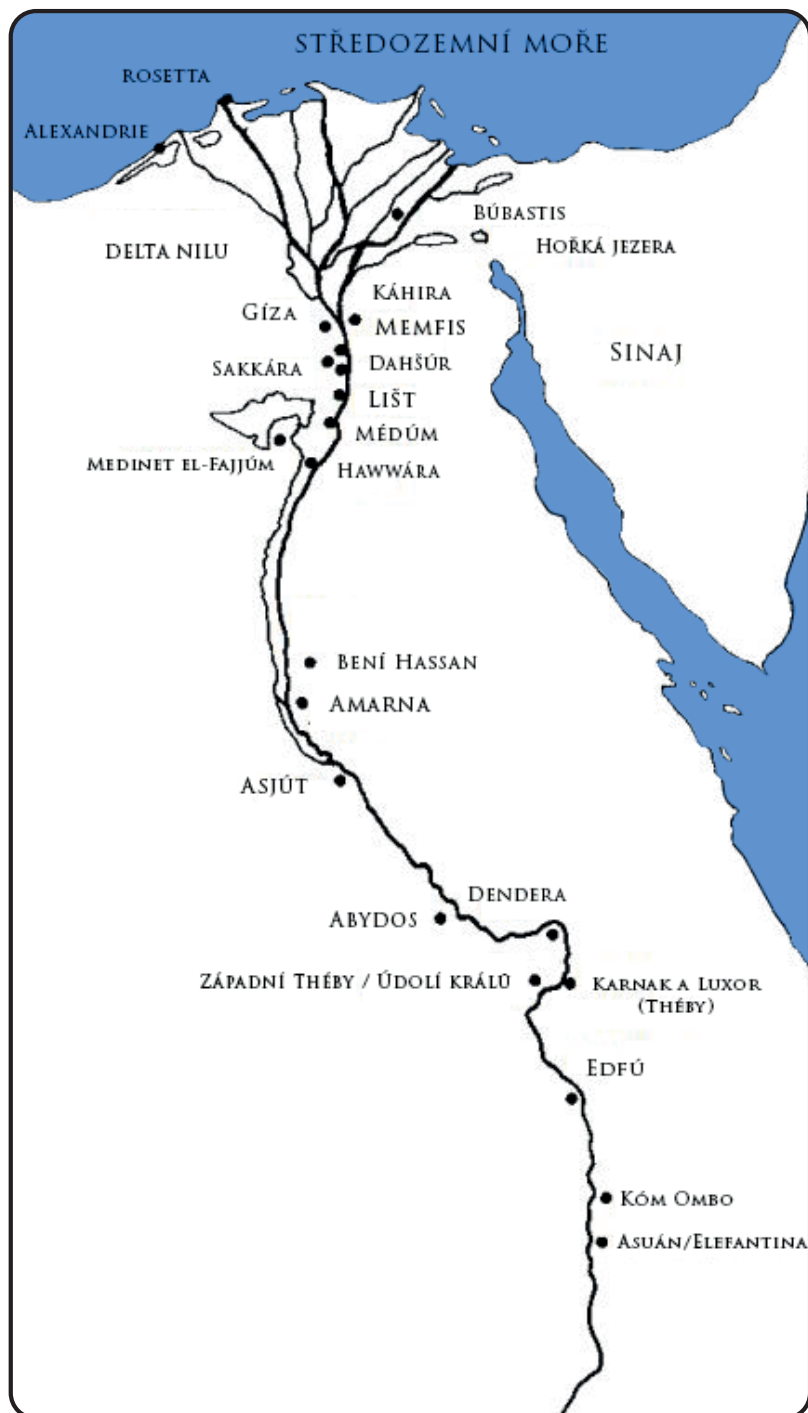 STŘEDOZEMNÍ MOŘE
ROSETTA
ALEXANDRIE
BÚBASTIS
DELTA NILU
HOŘKÁ JEZERA
KÁHIRA
GÍZA
MEMFIS
SINAJ
SAKKÁRA
DAHŠÚR
LIŠT
MÉDÚM
MEDINET EL-FAJJÚM
HAWWÁRA
BENÍ HASSAN
AMARNA
ASJÚT
DENDERA
ABYDOS
ZÁPADNÍ THÉBY / ÚDOLÍ KRÁLŮ
KARNAK A LUXOR
(THÉBY)
EDFÚ
KÓM OMBO
ASUÁN/ELEFANTINA